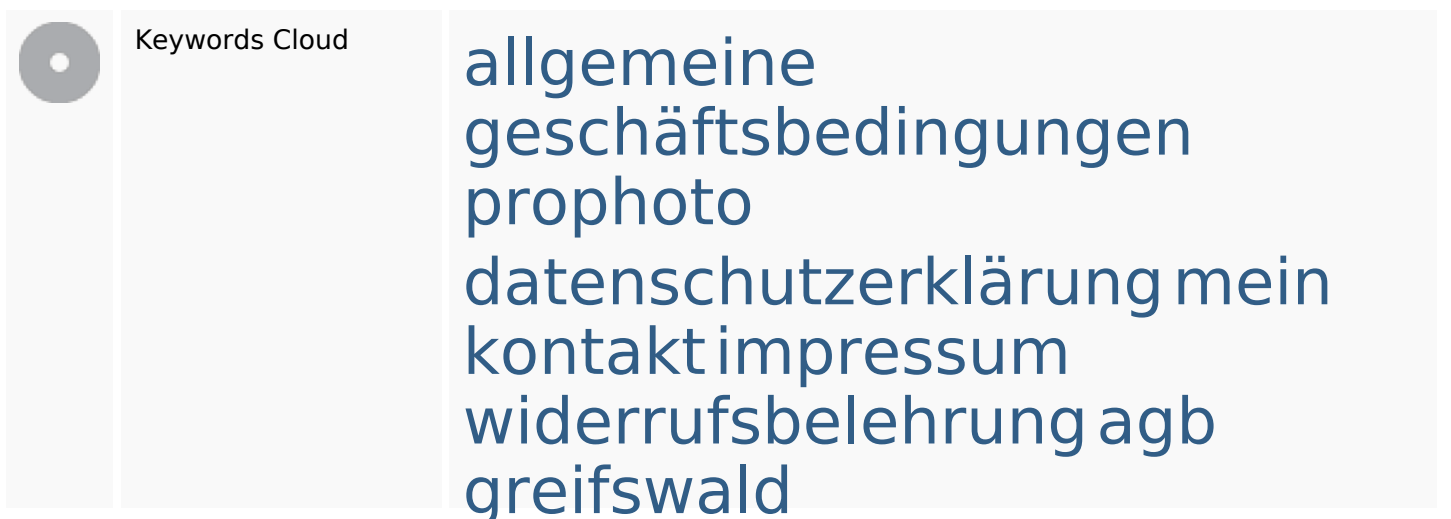 Keywords Cloud
allgemeine
geschäftsbedingungen
prophoto
datenschutzerklärung mein
kontakt impressum
widerrufsbelehrung agb
greifswald